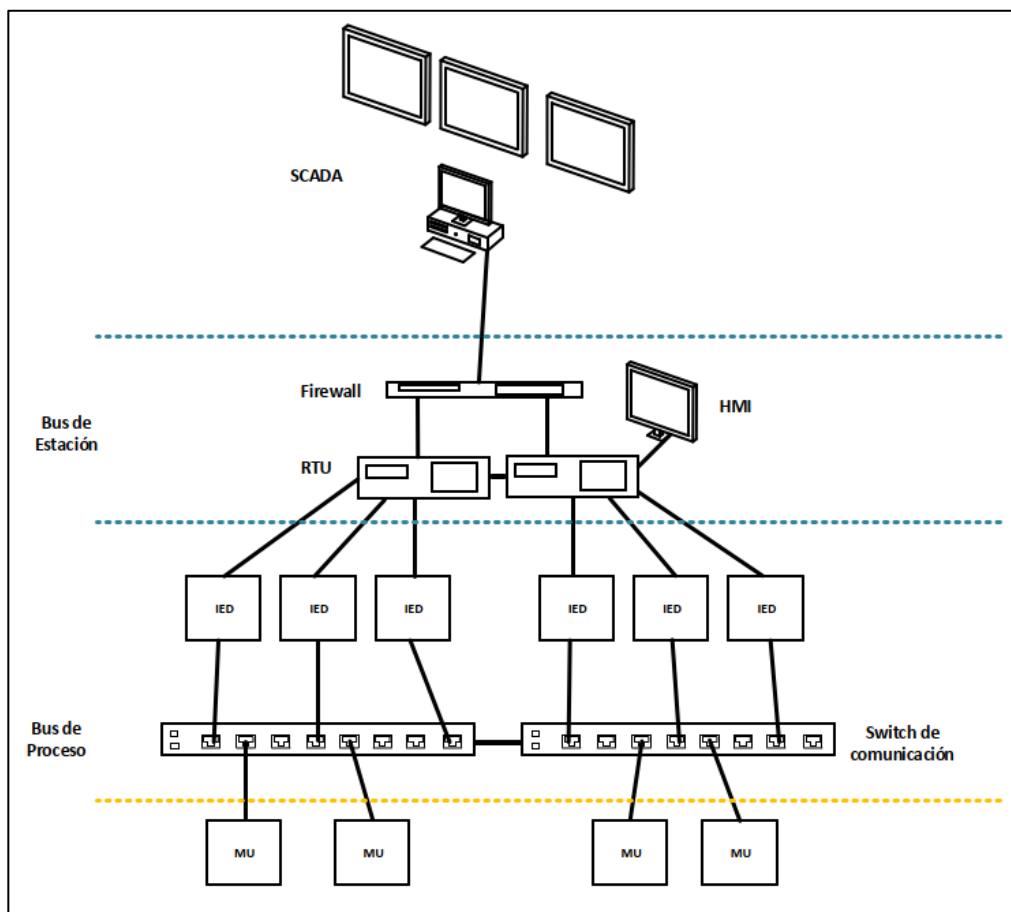 SCADA
Firewall
HMI
Bus de
Estación
RTU
IED
IED
IED
IED
IED
IED
Bus de
Proceso
Switch de
comunicación
MU
MU
MU
MU